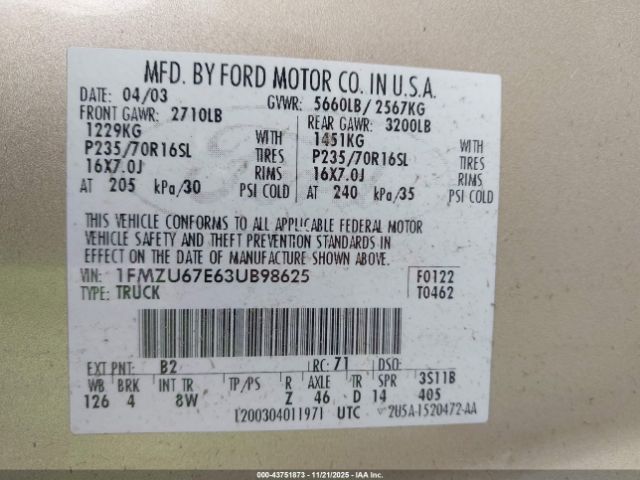 MFD. BY FORD MOTOR CO. IN U.S.A.
DATE: 04/03 GVWR: 5660LB/ 2567KG
FRONT GAWR: 2710LB REAR GAWR: 3200LB
1229KG WITH 1451KG WITH
P235/70R16SL TIRES P235/70R16SL TIRES
16X7.0J RIMS 16X7.0J RIMS
AT 205 kPa/30 PSI COLD AT 240 kPa/35 PSI COLD
THIS VEHICLE CONFORMS TO ALL APPLICABLE FEDERAL MOTOR
VEHICLE SAFETY AND THEFT PREVENTION STANDARDS IN
EFFECT ON THE DATE OF MANUFACTURE SHOWN ABOVE.
VIN: 1FMZU67E63UB98625 F0122
TYPE: TRUCK T0462
EXT PNT: B2 RC: 71 DSO:
WB BRK INT TR TP/PS R AXLE TR SPR 3S11B
126 4 8W Z 46 D 14 405
L200304011971 UTC 2U5A-1520472-AA
00-43751873 - 11/21/2025 - IAA Inc.